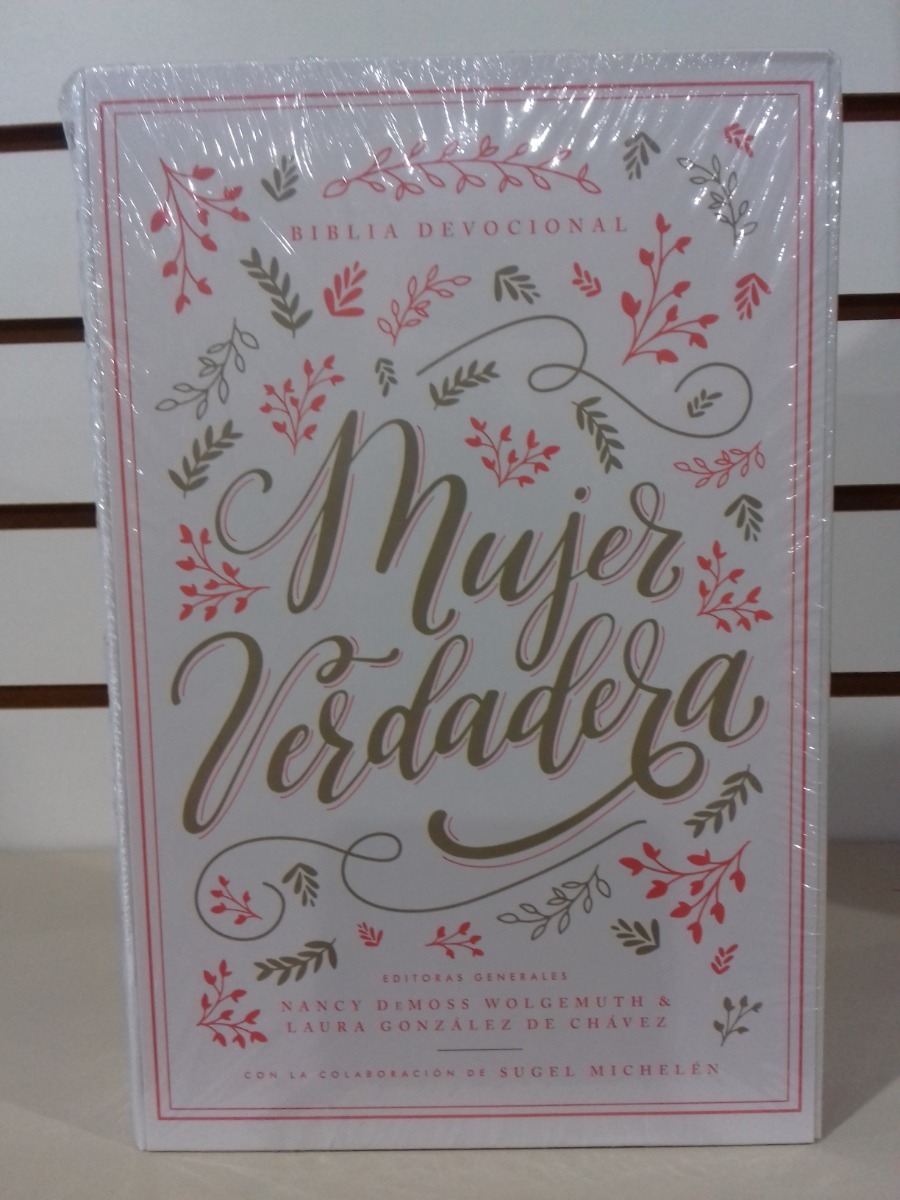 BIBLIA DEVOCIONAL
Mujer
Verdadera
EDITORAS GENERALES
NANCY DEMOSS WOLGEMUTH &
LAURA GONZÁLEZ DE CHÁVEZ
CON LA COLABORACIÓN DE SUGEL MICHELÉN